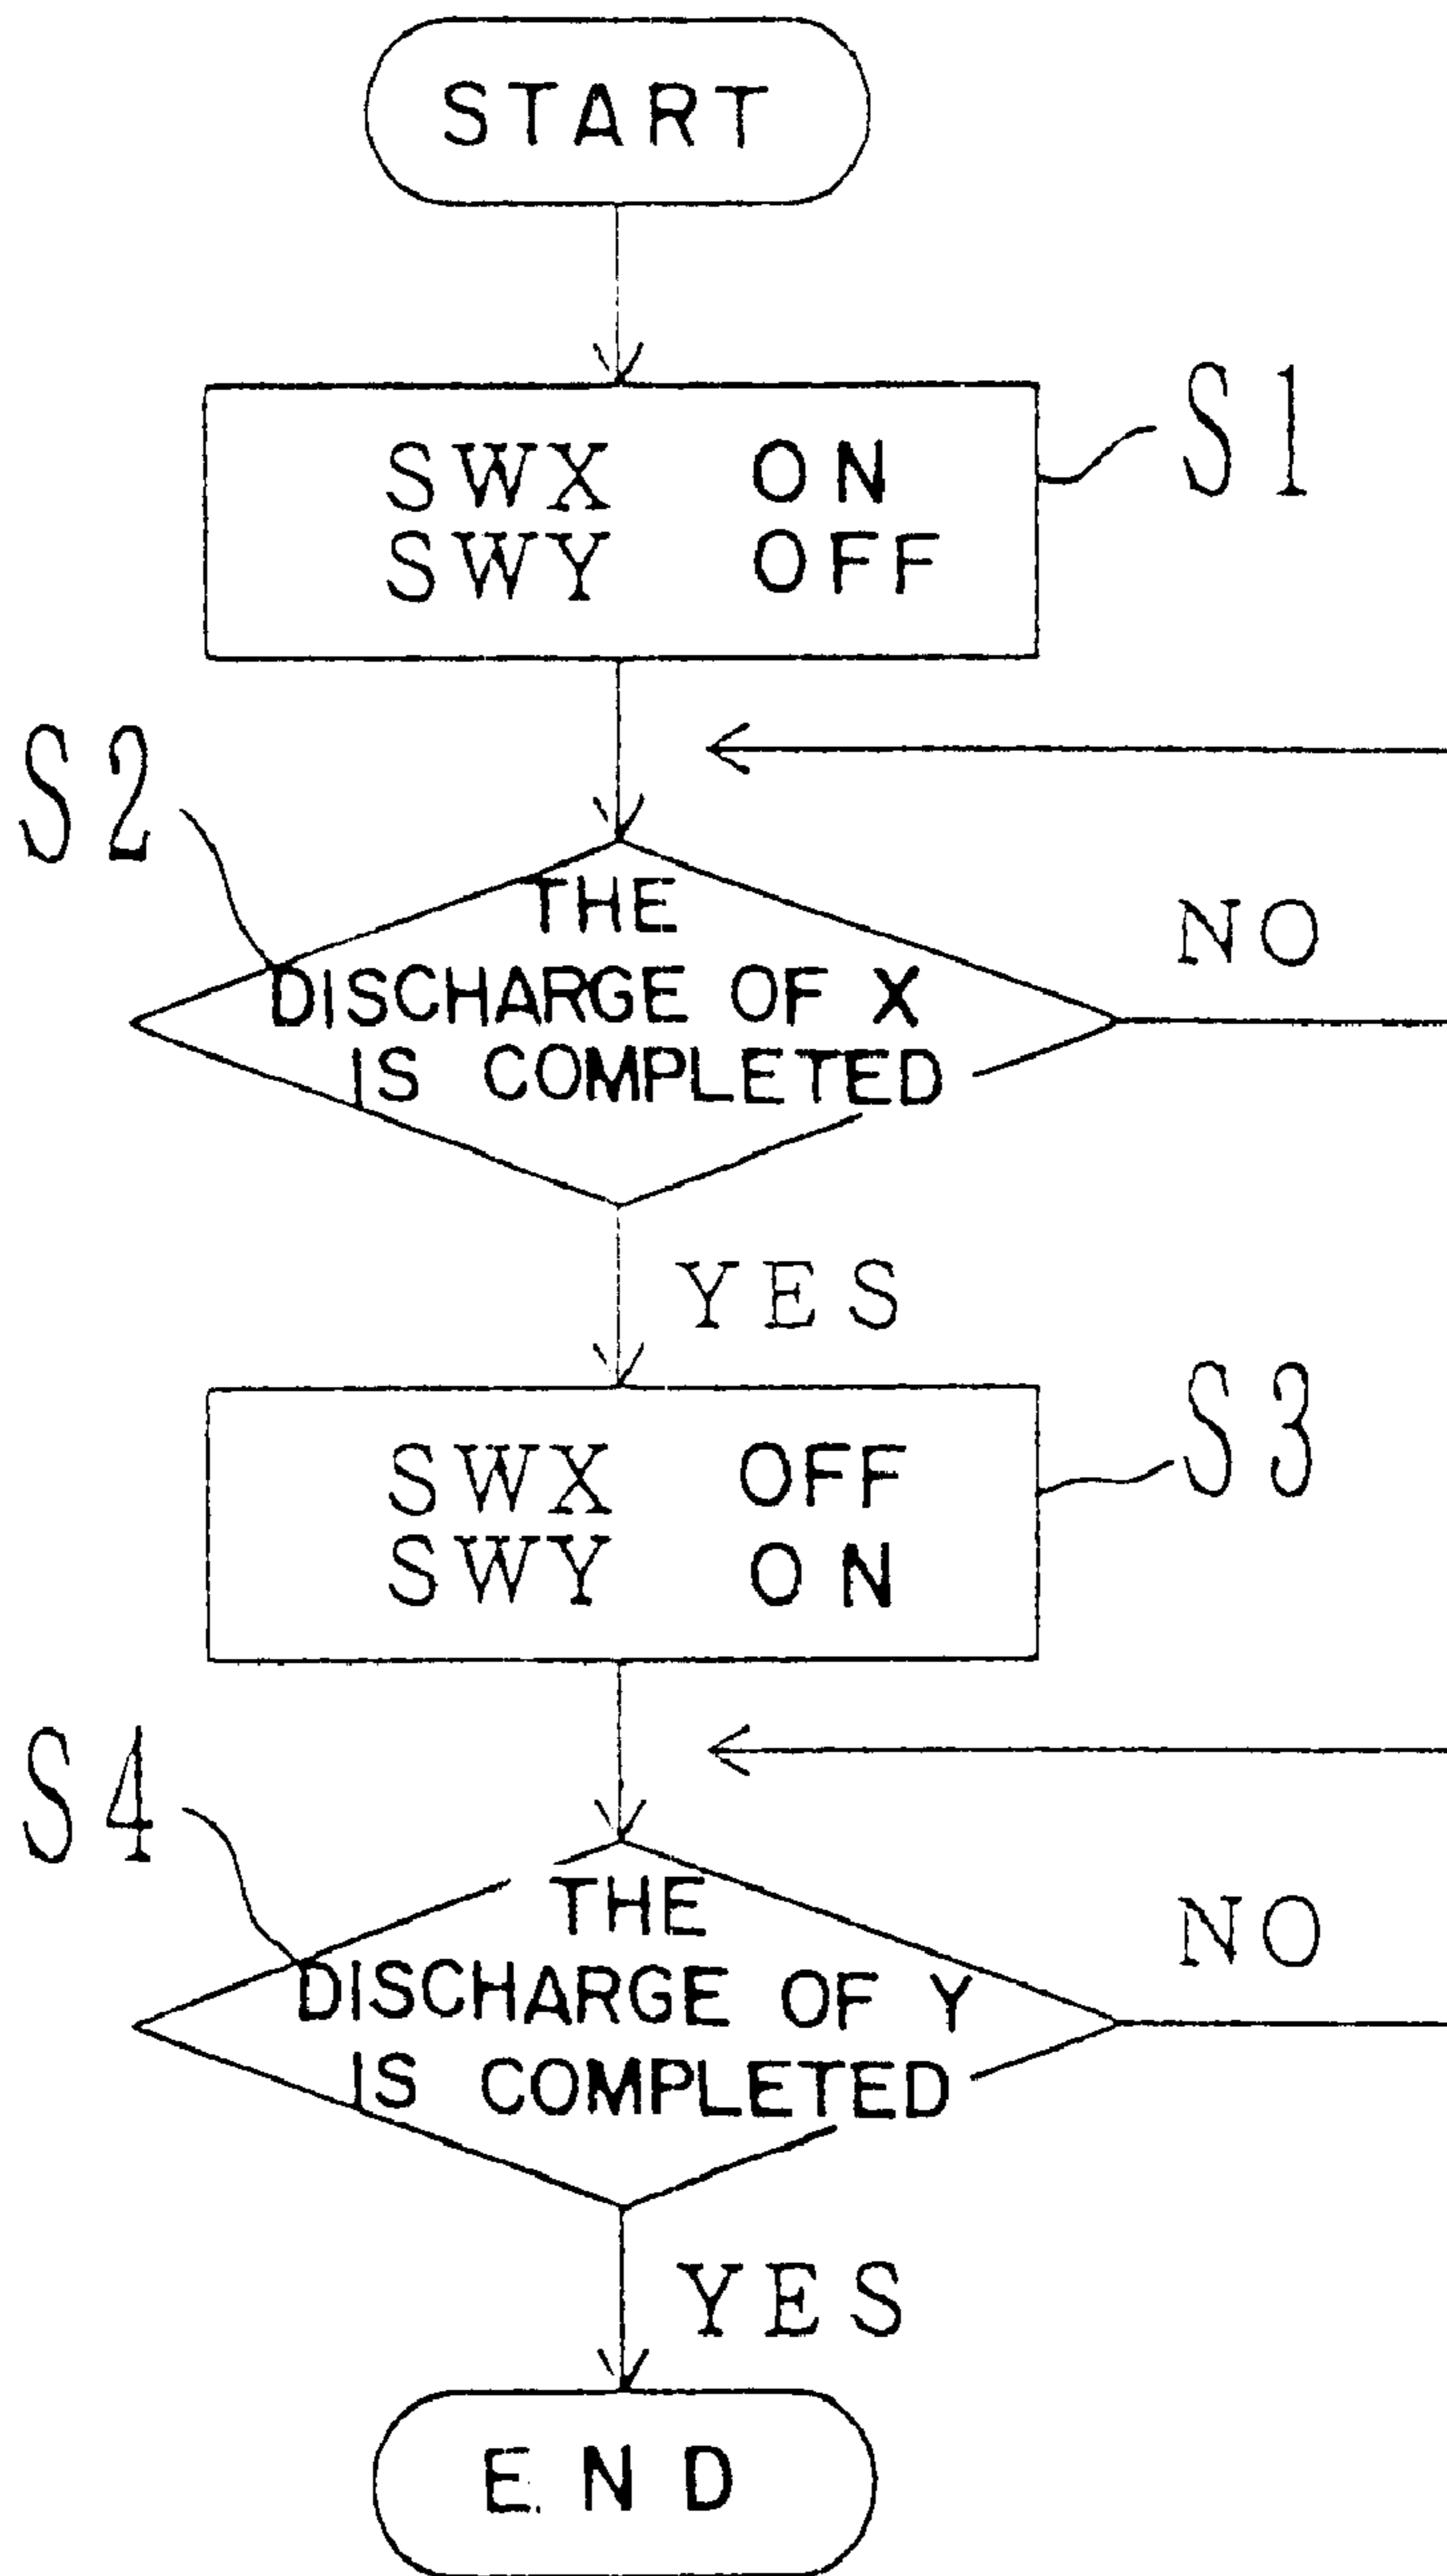 START
SWX ON
SWY OFF
S1
S2
THE
DISCHARGE OF X
IS COMPLETED
NO
YES
SWX OFF
SWY ON
S3
S4
THE
DISCHARGE OF Y
IS COMPLETED
NO
YES
END